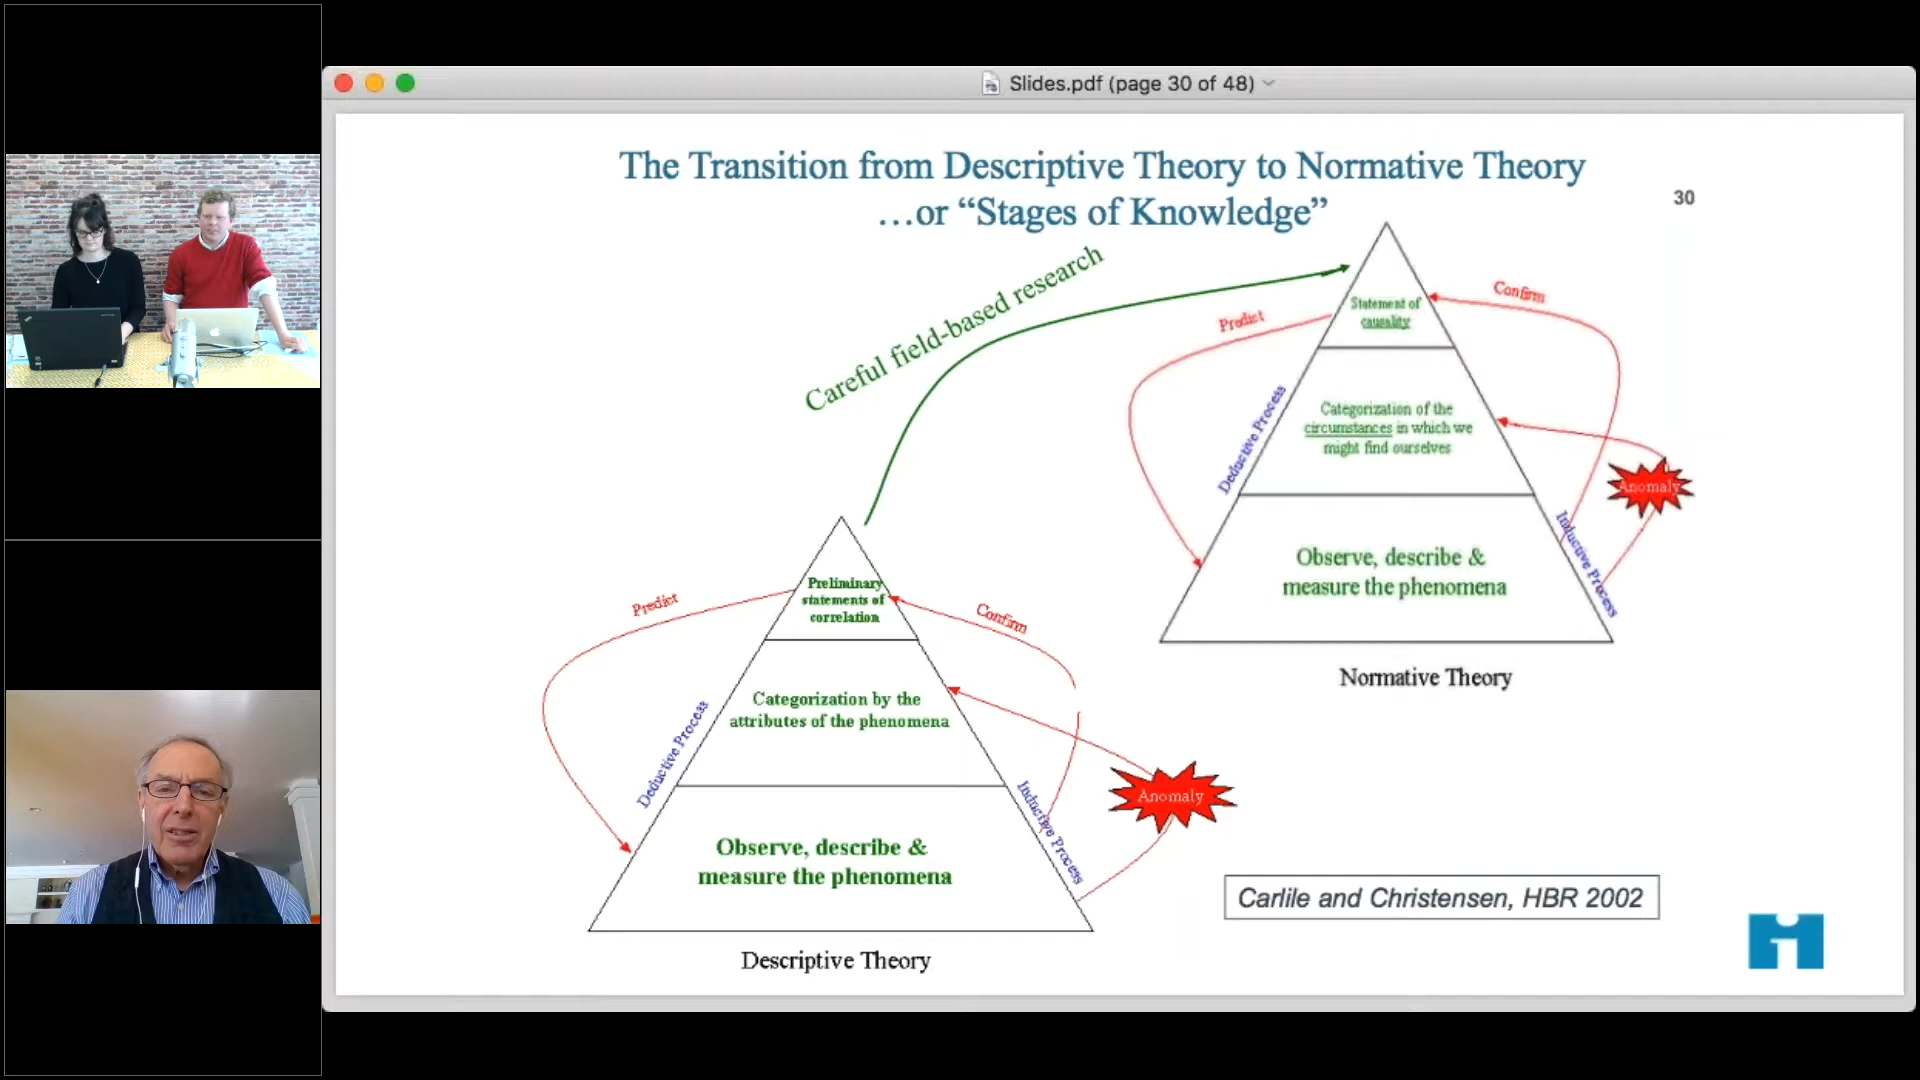 Slides.pdf (page 30 of 48)
The Transition from Descriptive Theory to Normative Theory
…or “Stages of Knowledge”
30
Careful field-based research
Predict
Confirm
Statement of
causality
Deductive Process
Categorization of the
circumstances in which we
might find ourselves
Anomaly
Inductive Process
Observe, describe &
measure the phenomena
Normative Theory
Predict
Confirm
Preliminary
statements of
correlation
Deductive Process
Categorization by the
attributes of the phenomena
Anomaly
Inductive Process
Observe, describe &
measure the phenomena
Descriptive Theory
Carlile and Christensen, HBR 2002